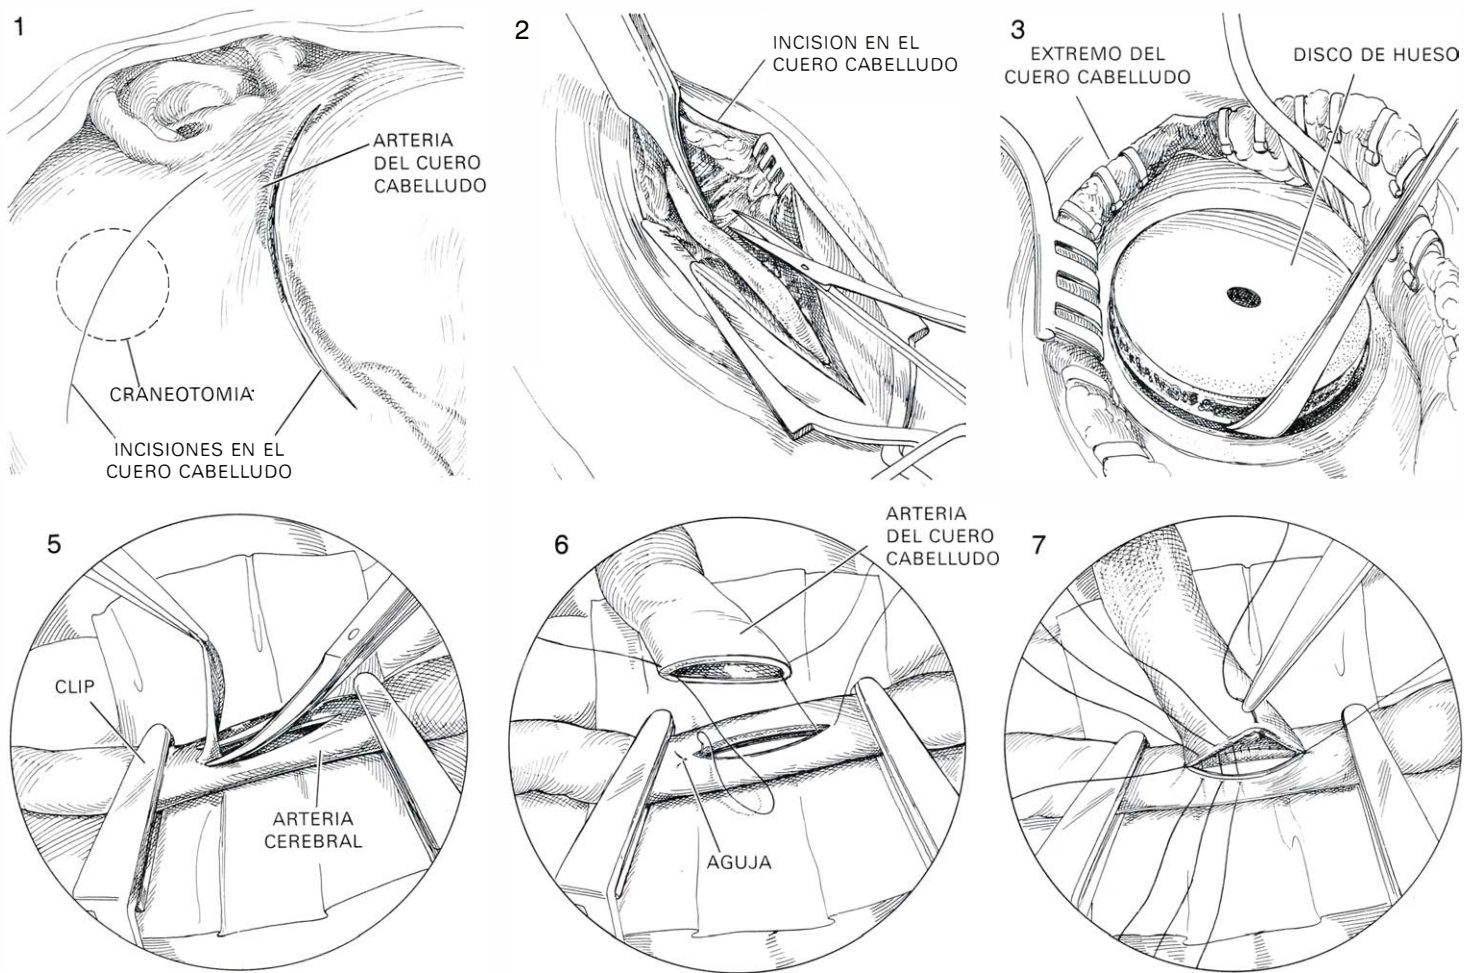 1
ARTERIA
DEL CUERO
CABELLUDO
CRANEOTOMIA
INCISIONES EN EL
CUERO CABELLUDO
2
INCISION EN EL
CUERO CABELLUDO
3
EXTREMO DEL
CUERO CABELLUDO
DISCO DE HUESO
5
CLIP
ARTERIA
CEREBRAL
6
ARTERIA
DEL CUERO
CABELLUDO
AGUJA
7